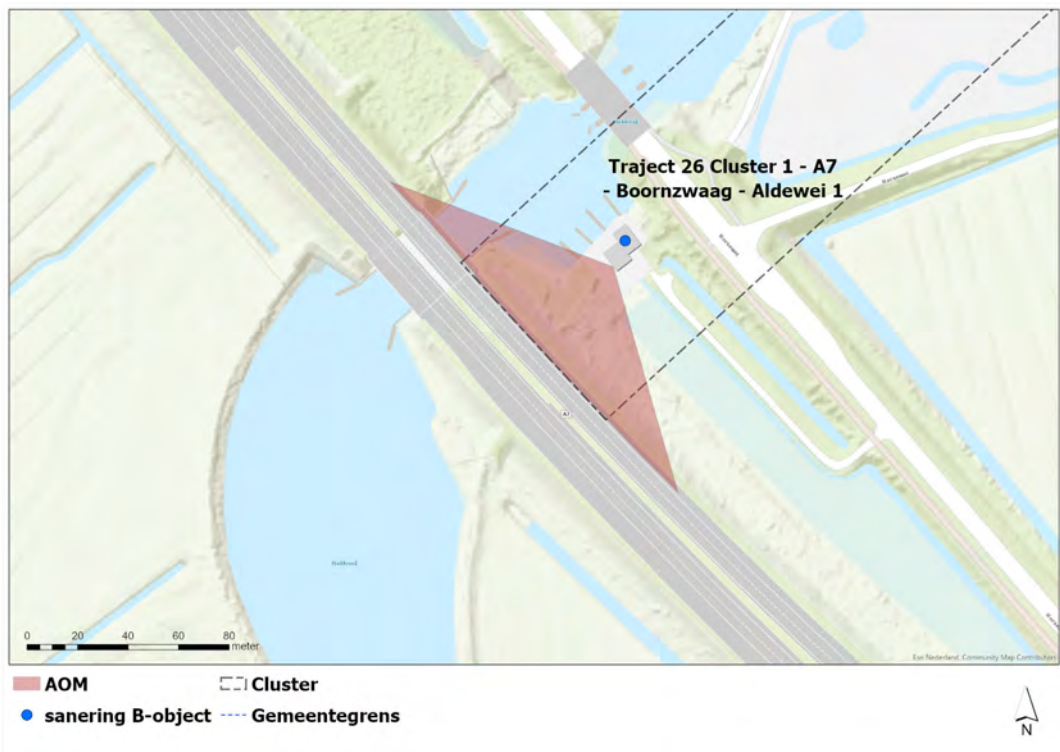 Traject 26 Cluster 1 - A7
- Boornzwaag - Aldewei 1
A7
0 20 40 60 80
meter
Esri Nederland, Community Map Contributors
AOM
Cluster
sanering B-object
Gemeentegrens
N